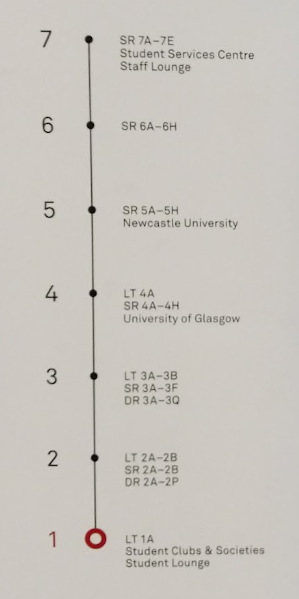 7
SR 7A–7E
Student Services Centre
Staff Lounge
6
SR 6A–6H
5
SR 5A–5H
Newcastle University
4
LT 4A
SR 4A–4H
University of Glasgow
3
LT 3A–3B
SR 3A–3F
DR 3A–3Q
2
LT 2A–2B
SR 2A–2B
DR 2A–2P
1
LT 1A
Student Clubs & Societies
Student Lounge